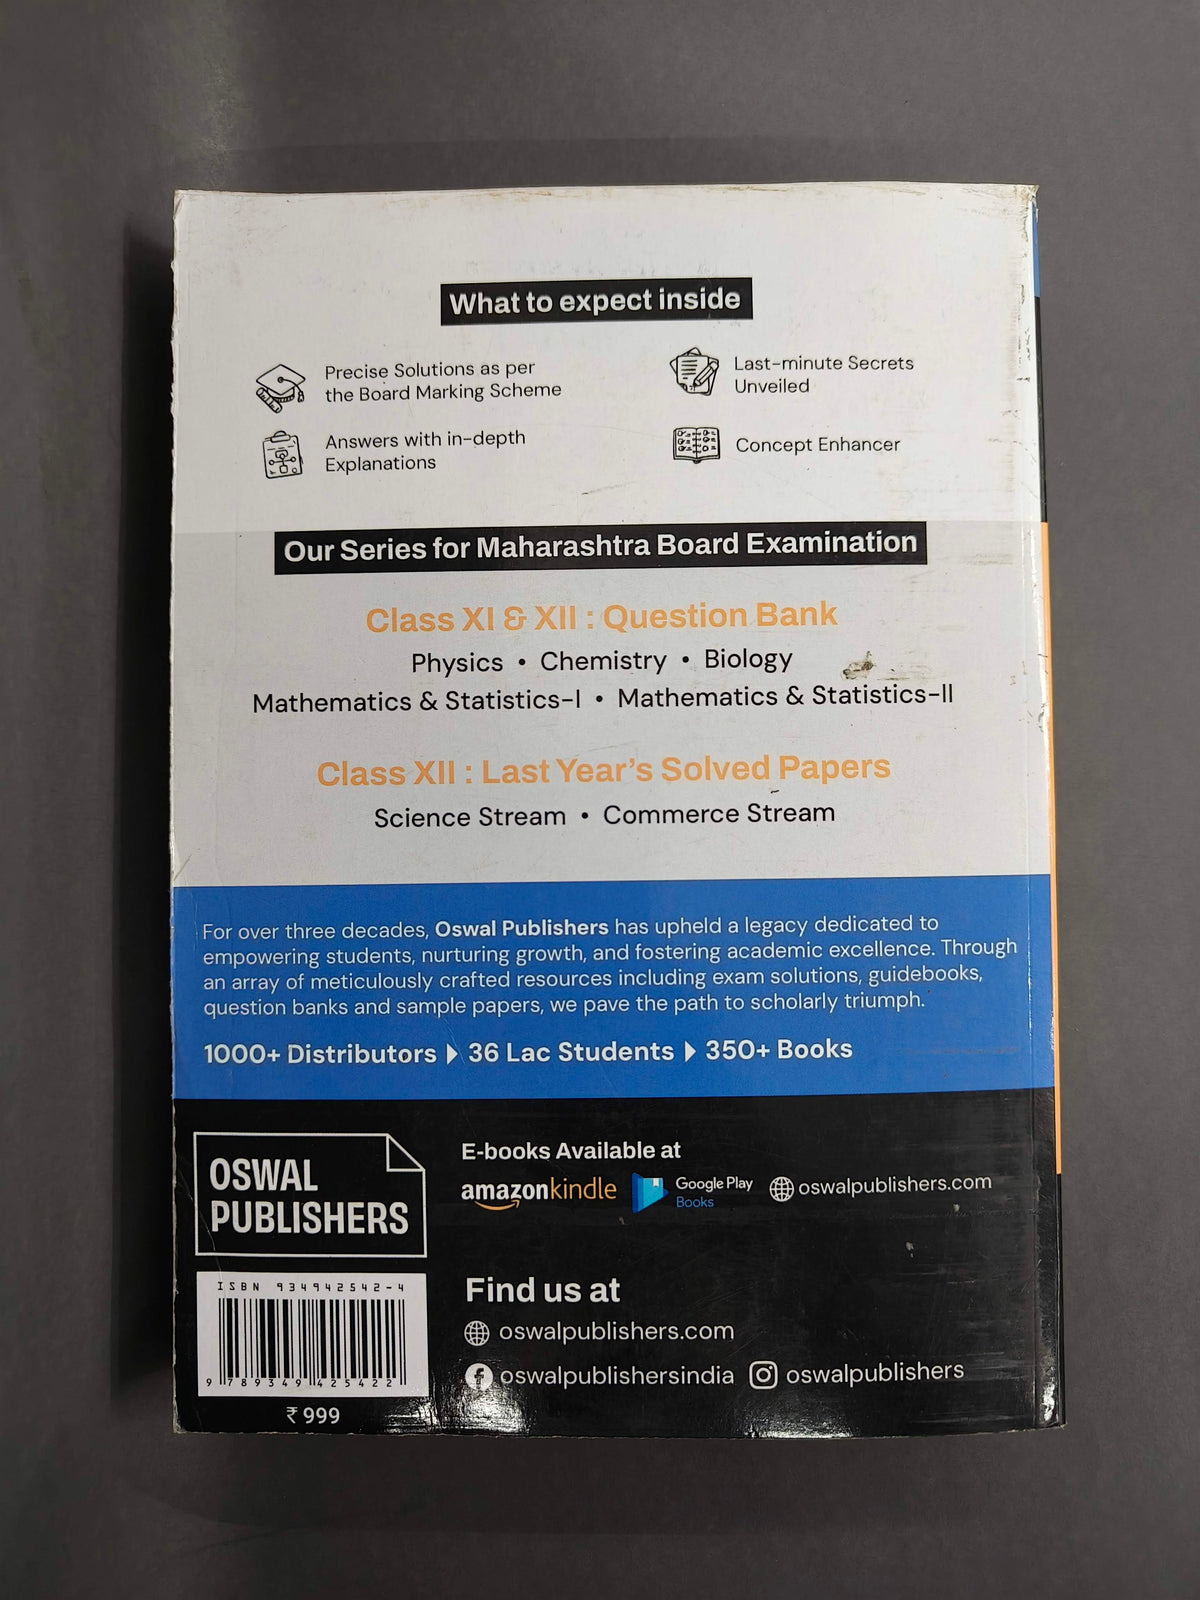 What to expect inside
Precise Solutions as per
the Board Marking Scheme
Last-minute Secrets
Unveiled
Answers with in-depth
Explanations
Concept Enhancer
Our Series for Maharashtra Board Examination
Class XI & XII : Question Bank
Physics • Chemistry • Biology
Mathematics & Statistics-I • Mathematics & Statistics-II
Class XII : Last Year's Solved Papers
Science Stream • Commerce Stream
For over three decades, Oswal Publishers has upheld a legacy dedicated to
empowering students, nurturing growth, and fostering academic excellence. Through
an array of meticulously crafted resources including exam solutions, guidebooks,
question banks and sample papers, we pave the path to scholarly triumph.
1000+ Distributors 36 Lac Students 350+ Books
OSWAL
PUBLISHERS
E-books Available at
amazonkindle Google Play Books oswalpublishers.com
ISBN 934942542-4
9 789349 425422
₹ 999
Find us at
oswalpublishers.com
oswalpublishersindia oswalpublishers